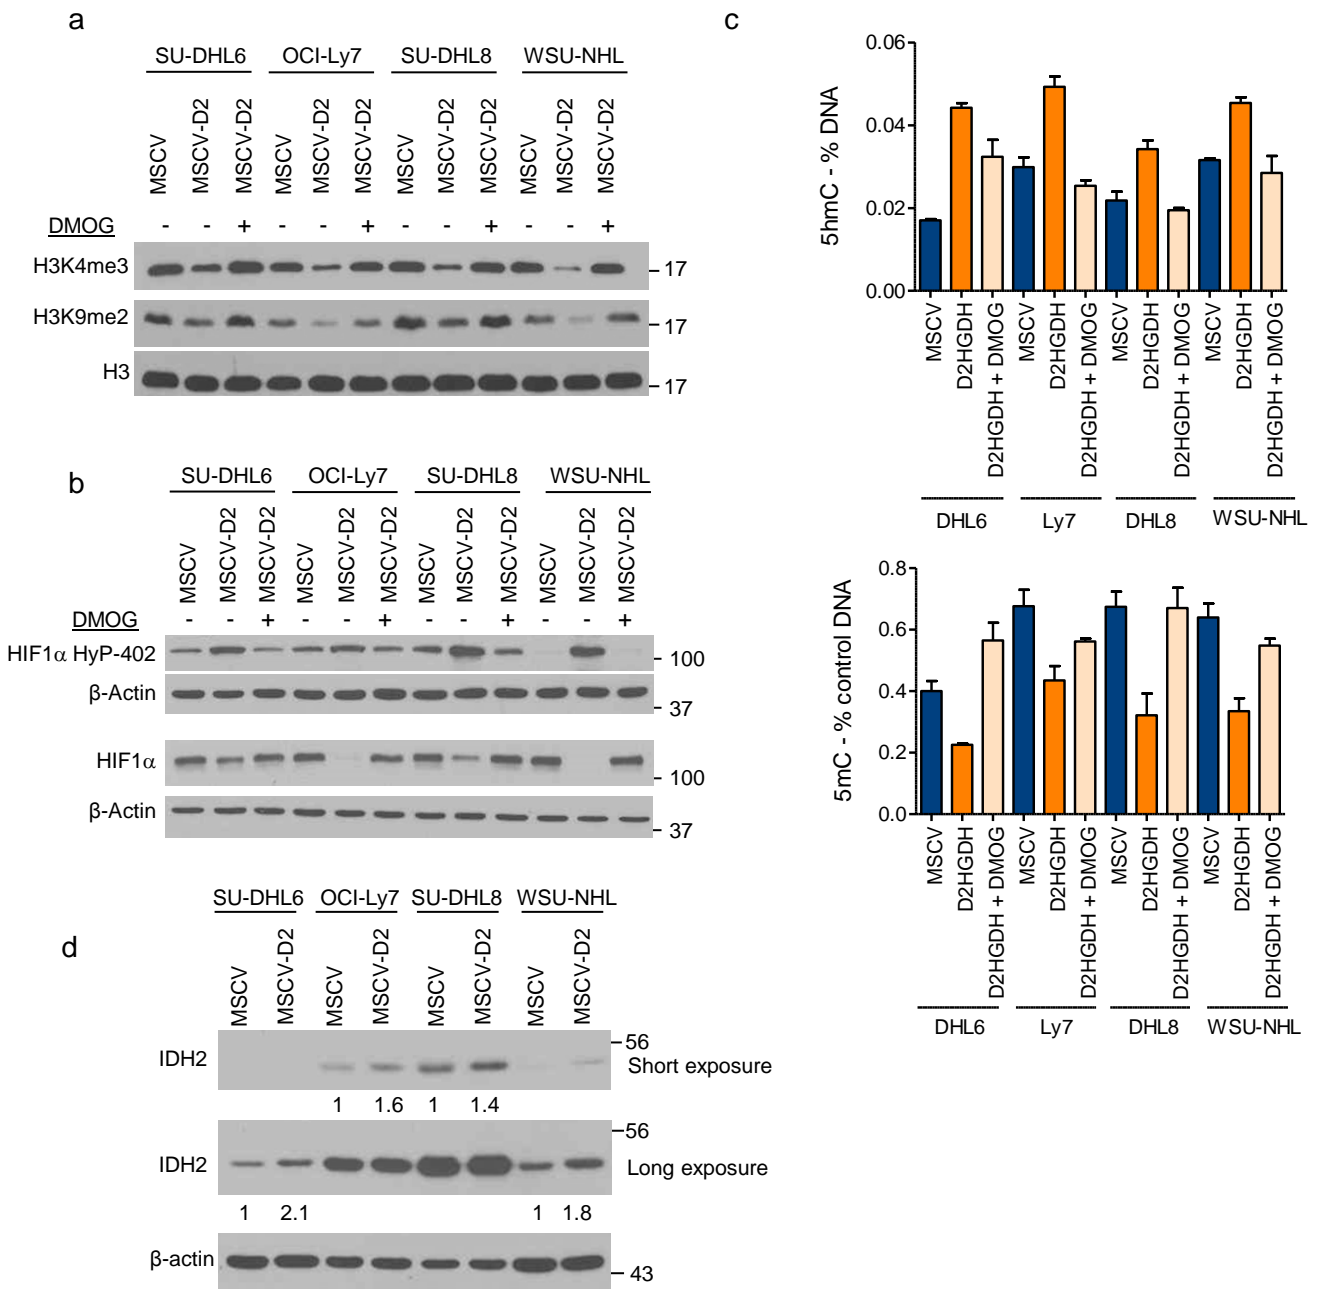 a
SU-DHL6 OCI-Ly7 SU-DHL8 WSU-NHL
MSCV MSCV-D2 MSCV-D2 MSCV MSCV-D2 MSCV-D2 MSCV MSCV-D2 MSCV-D2 MSCV MSCV-D2 MSCV-D2
DMOG - - + - - + - - + - - +
H3K4me3 17
H3K9me2 17
H3 17
b
SU-DHL6 OCI-Ly7 SU-DHL8 WSU-NHL
MSCV MSCV-D2 MSCV-D2 MSCV MSCV-D2 MSCV-D2 MSCV MSCV-D2 MSCV-D2 MSCV MSCV-D2 MSCV-D2
DMOG - - + - - + - - + - - +
HIF1α HyP-402 100
β-Actin 37
HIF1α 100
β-Actin 37
c
5hmC - % DNA
0.06
0.04
0.02
0.00
MSCV D2HGDH D2HGDH + DMOG MSCV D2HGDH D2HGDH + DMOG MSCV D2HGDH D2HGDH + DMOG MSCV D2HGDH D2HGDH + DMOG
DHL6 Ly7 DHL8 WSU-NHL
5mC - % control DNA
0.8
0.6
0.4
0.2
0.0
MSCV D2HGDH D2HGDH + DMOG MSCV D2HGDH D2HGDH + DMOG MSCV D2HGDH D2HGDH + DMOG MSCV D2HGDH D2HGDH + DMOG
DHL6 Ly7 DHL8 WSU-NHL
d
SU-DHL6 OCI-Ly7 SU-DHL8 WSU-NHL
MSCV MSCV-D2 MSCV MSCV-D2 MSCV MSCV-D2 MSCV MSCV-D2
56
IDH2 Short exposure
1 1.6 1 1.4
56
IDH2 Long exposure
1 2.1 1 1.8
β-actin 43